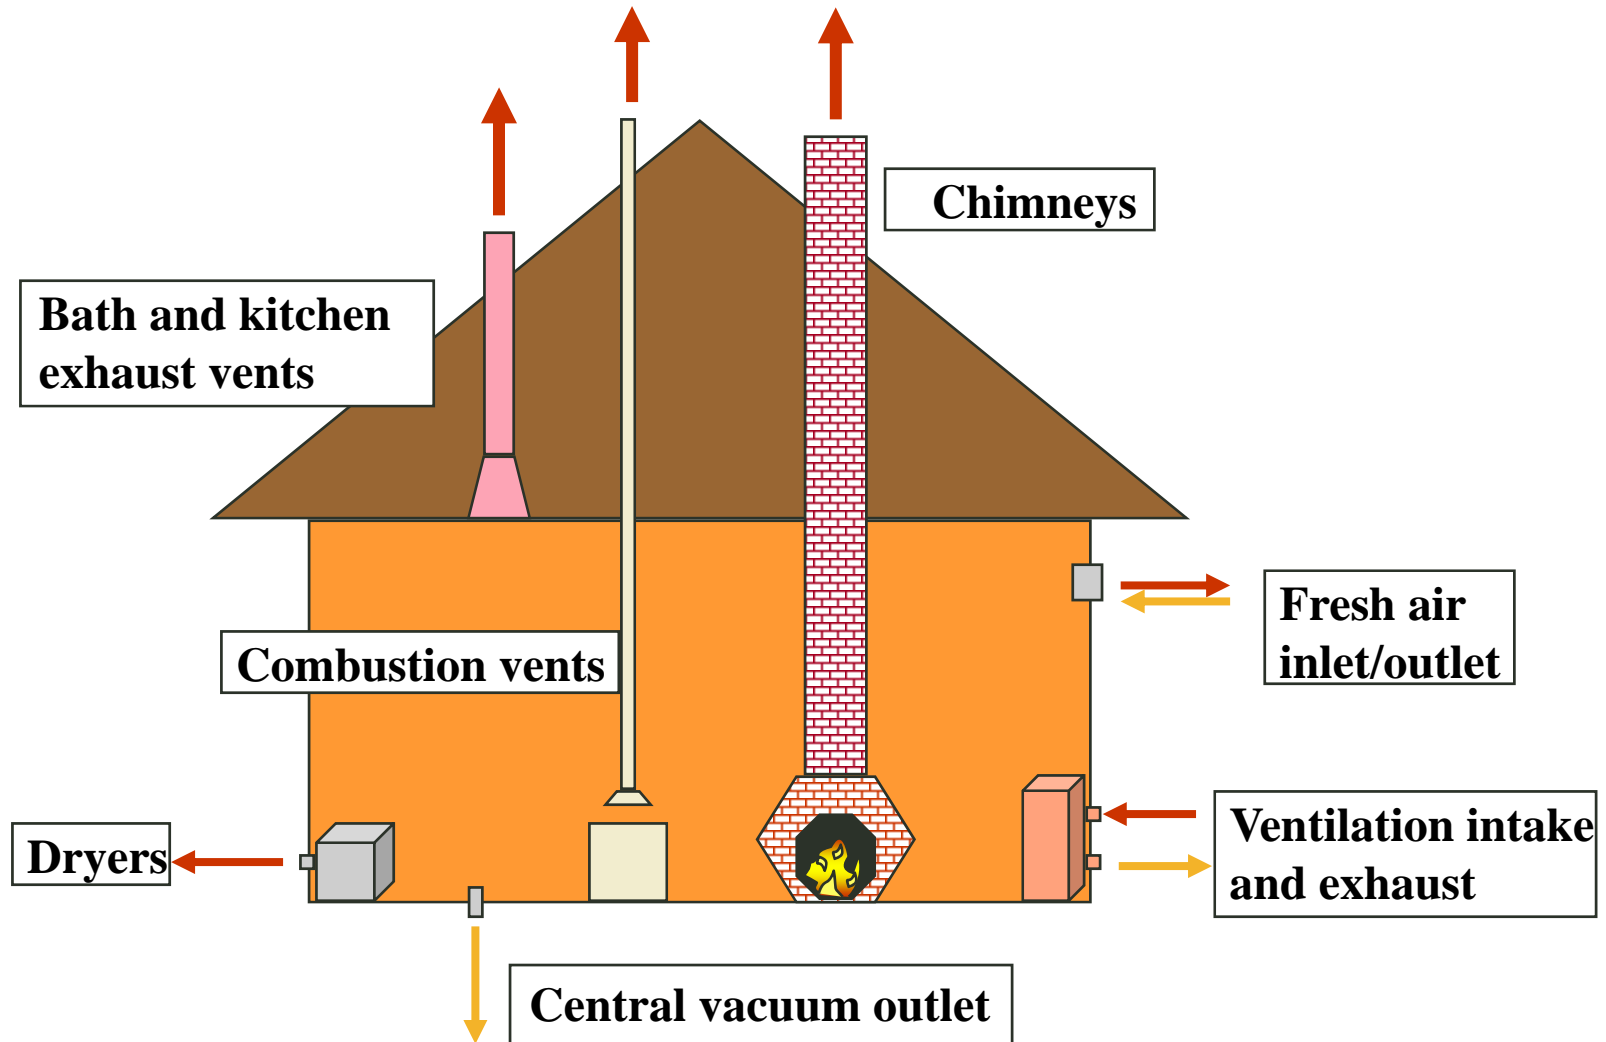 Chimneys
Bath and kitchen
exhaust vents
Fresh air
inlet/outlet
Combustion vents
Ventilation intake
and exhaust
Dryers
Central vacuum outlet